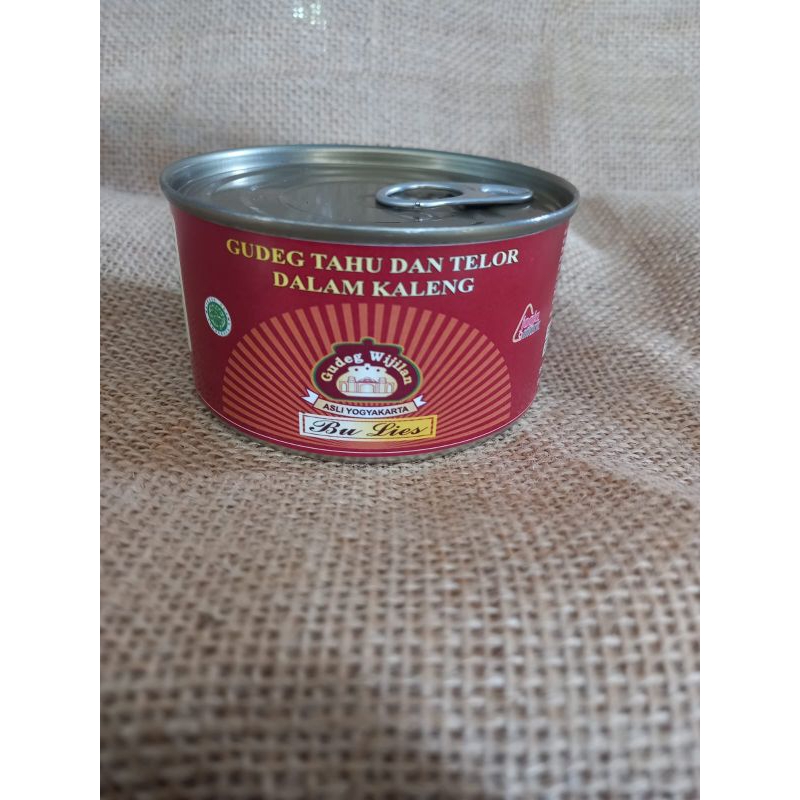 GUDEG TAHU DAN TELOR
DALAM KALENG
Gudeg Wijilan
ASLI YOGYAKARTA
Bu Lies